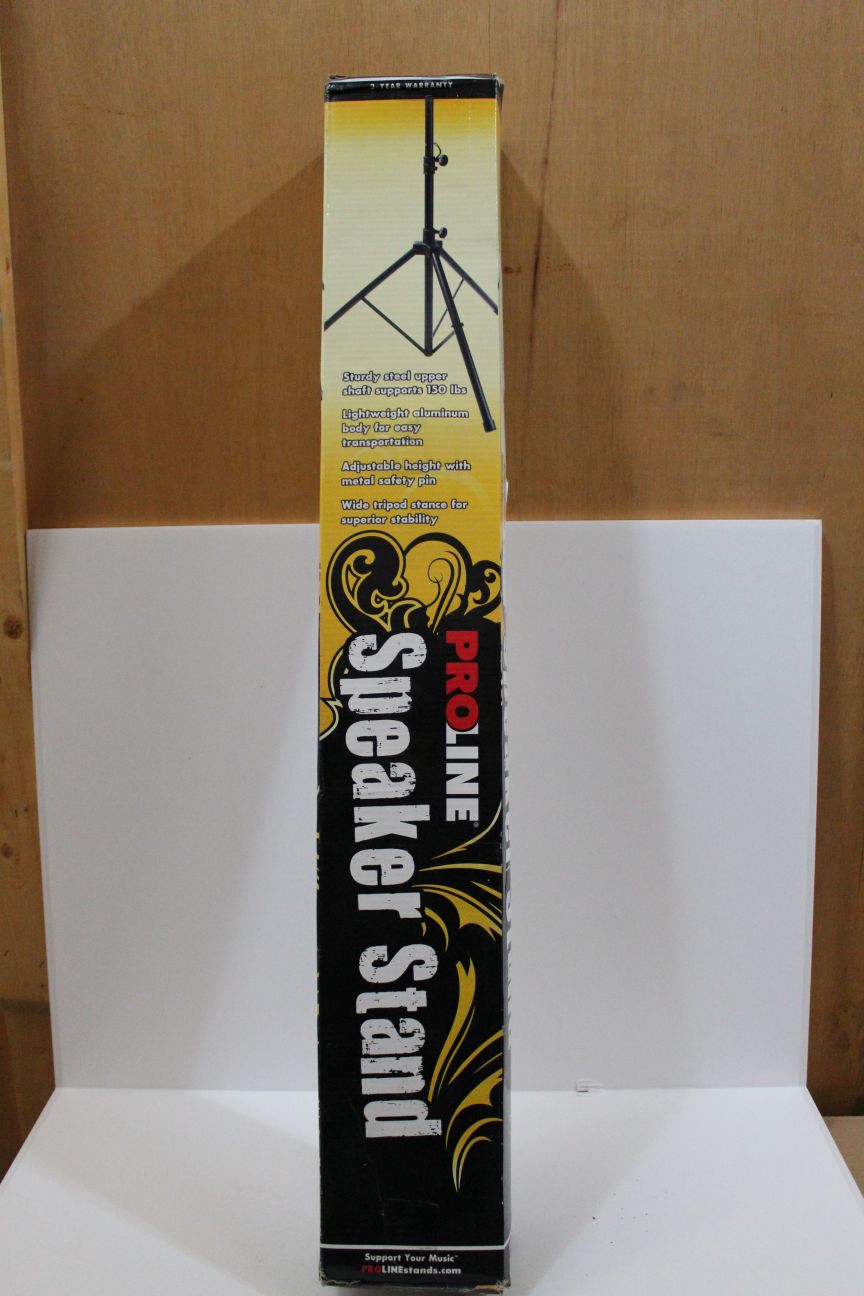 2-YEAR WARRANTY
Sturdy steel upper
shaft supports 150 lbs
Lightweight aluminum
body for easy
transportation
Adjustable height with
metal safety pin
Wide tripod stance for
superior stability
PROLINE®
Speaker Stand
Support Your Music™
PROLINEstands.com